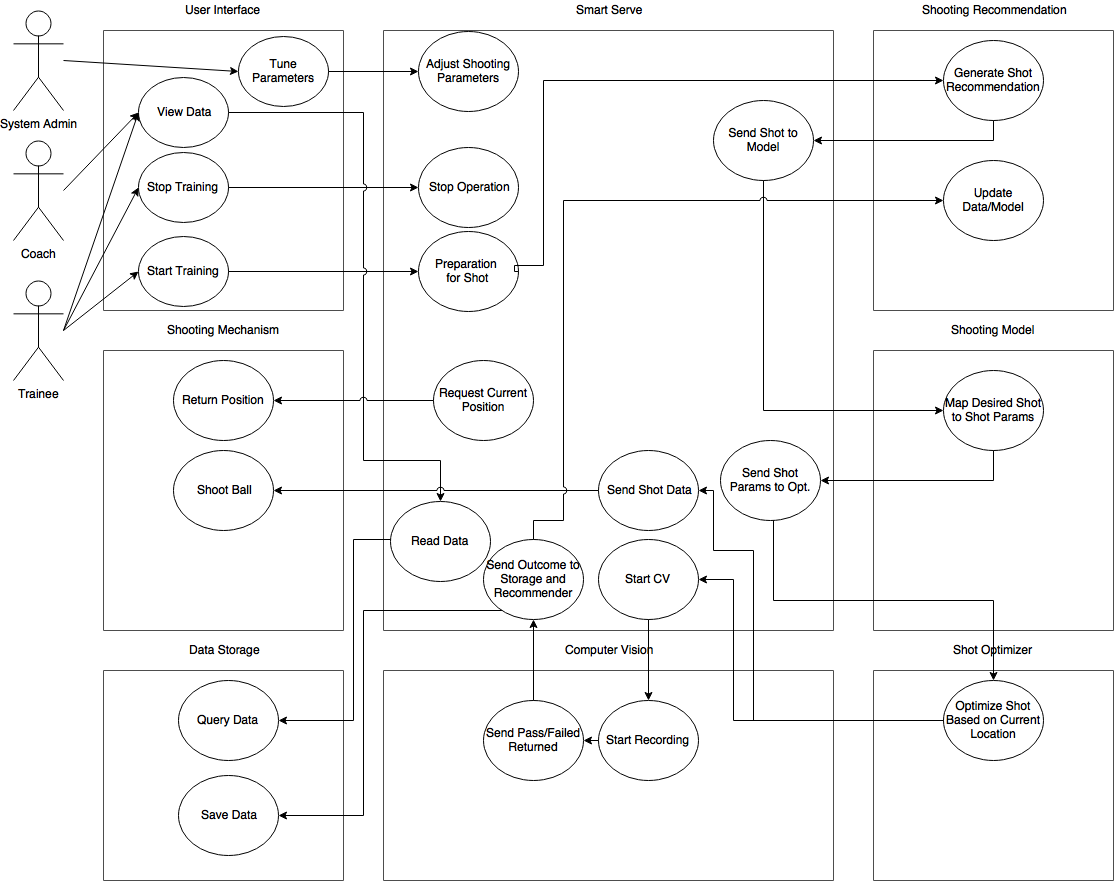 User Interface
Smart Serve
Shooting Recommendation
System Admin
Coach
Trainee
Tune
Parameters
View Data
Stop Training
Start Training
Adjust Shooting
Parameters
Stop Operation
Preparation
for Shot
Send Shot to
Model
Generate Shot
Recommendation
Update
Data/Model
Shooting Mechanism
Shooting Model
Return Position
Shoot Ball
Request Current
Position
Read Data
Send Outcome to
Storage and
Recommender
Send Shot Data
Start CV
Send Shot
Params to Opt.
Map Desired Shot
to Shot Params
Data Storage
Computer Vision
Shot Optimizer
Query Data
Save Data
Send Pass/Failed
Returned
Start Recording
Optimize Shot
Based on Current
Location